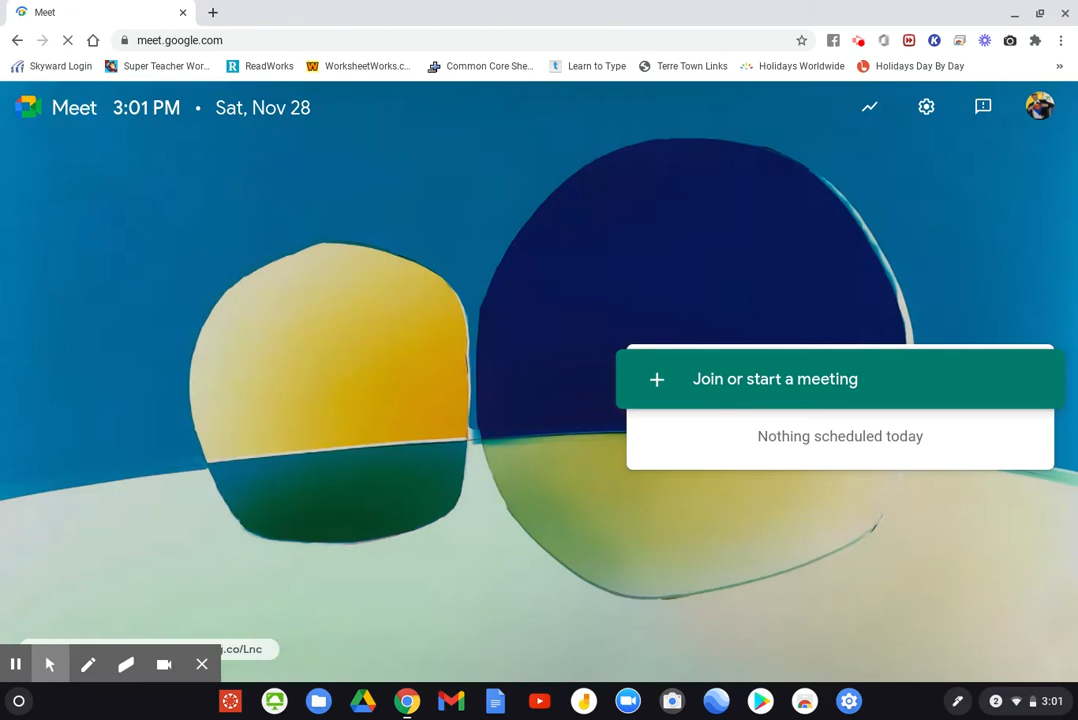 Meet
meet.google.com
Skyward Login Super Teacher Wor... ReadWorks WorksheetWorks.c... Common Core She... Learn to Type Terre Town Links Holidays Worldwide Holidays Day By Day »
Meet 3:01 PM • Sat, Nov 28
Join or start a meeting
Nothing scheduled today
g.co/Lnc
2 3:01